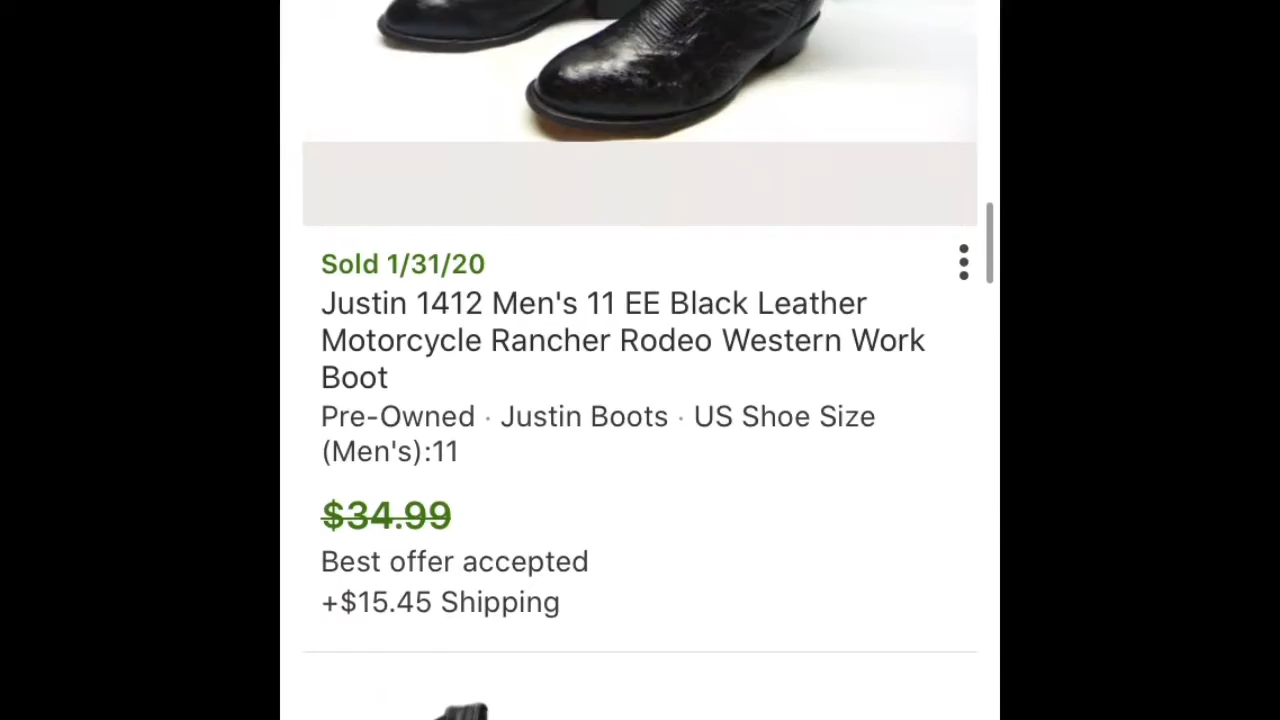 Sold 1/31/20
Justin 1412 Men's 11 EE Black Leather
Motorcycle Rancher Rodeo Western Work
Boot
Pre-Owned · Justin Boots · US Shoe Size
(Men's):11
$34.99
Best offer accepted
+$15.45 Shipping